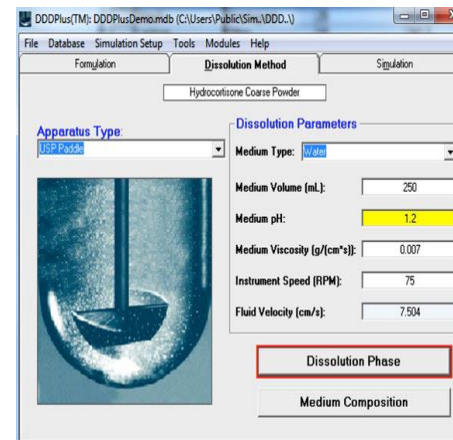 DDDPlus(TM): DDDPlusDemo.mdb (C:\Users\Public\Sim..\DDD..\)
File Database Simulation Setup Tools Modules Help
Formulation Dissolution Method Simulation
Hydrocortisone Coarse Powder
Apparatus Type:
USP Paddle
Dissolution Parameters
Medium Type: Water
Medium Volume (mL): 250
Medium pH: 1.2
Medium Viscosity (g/(cm*s)): 0.007
Instrument Speed (RPM): 75
Fluid Velocity (cm/s): 7.504
Dissolution Phase
Medium Composition